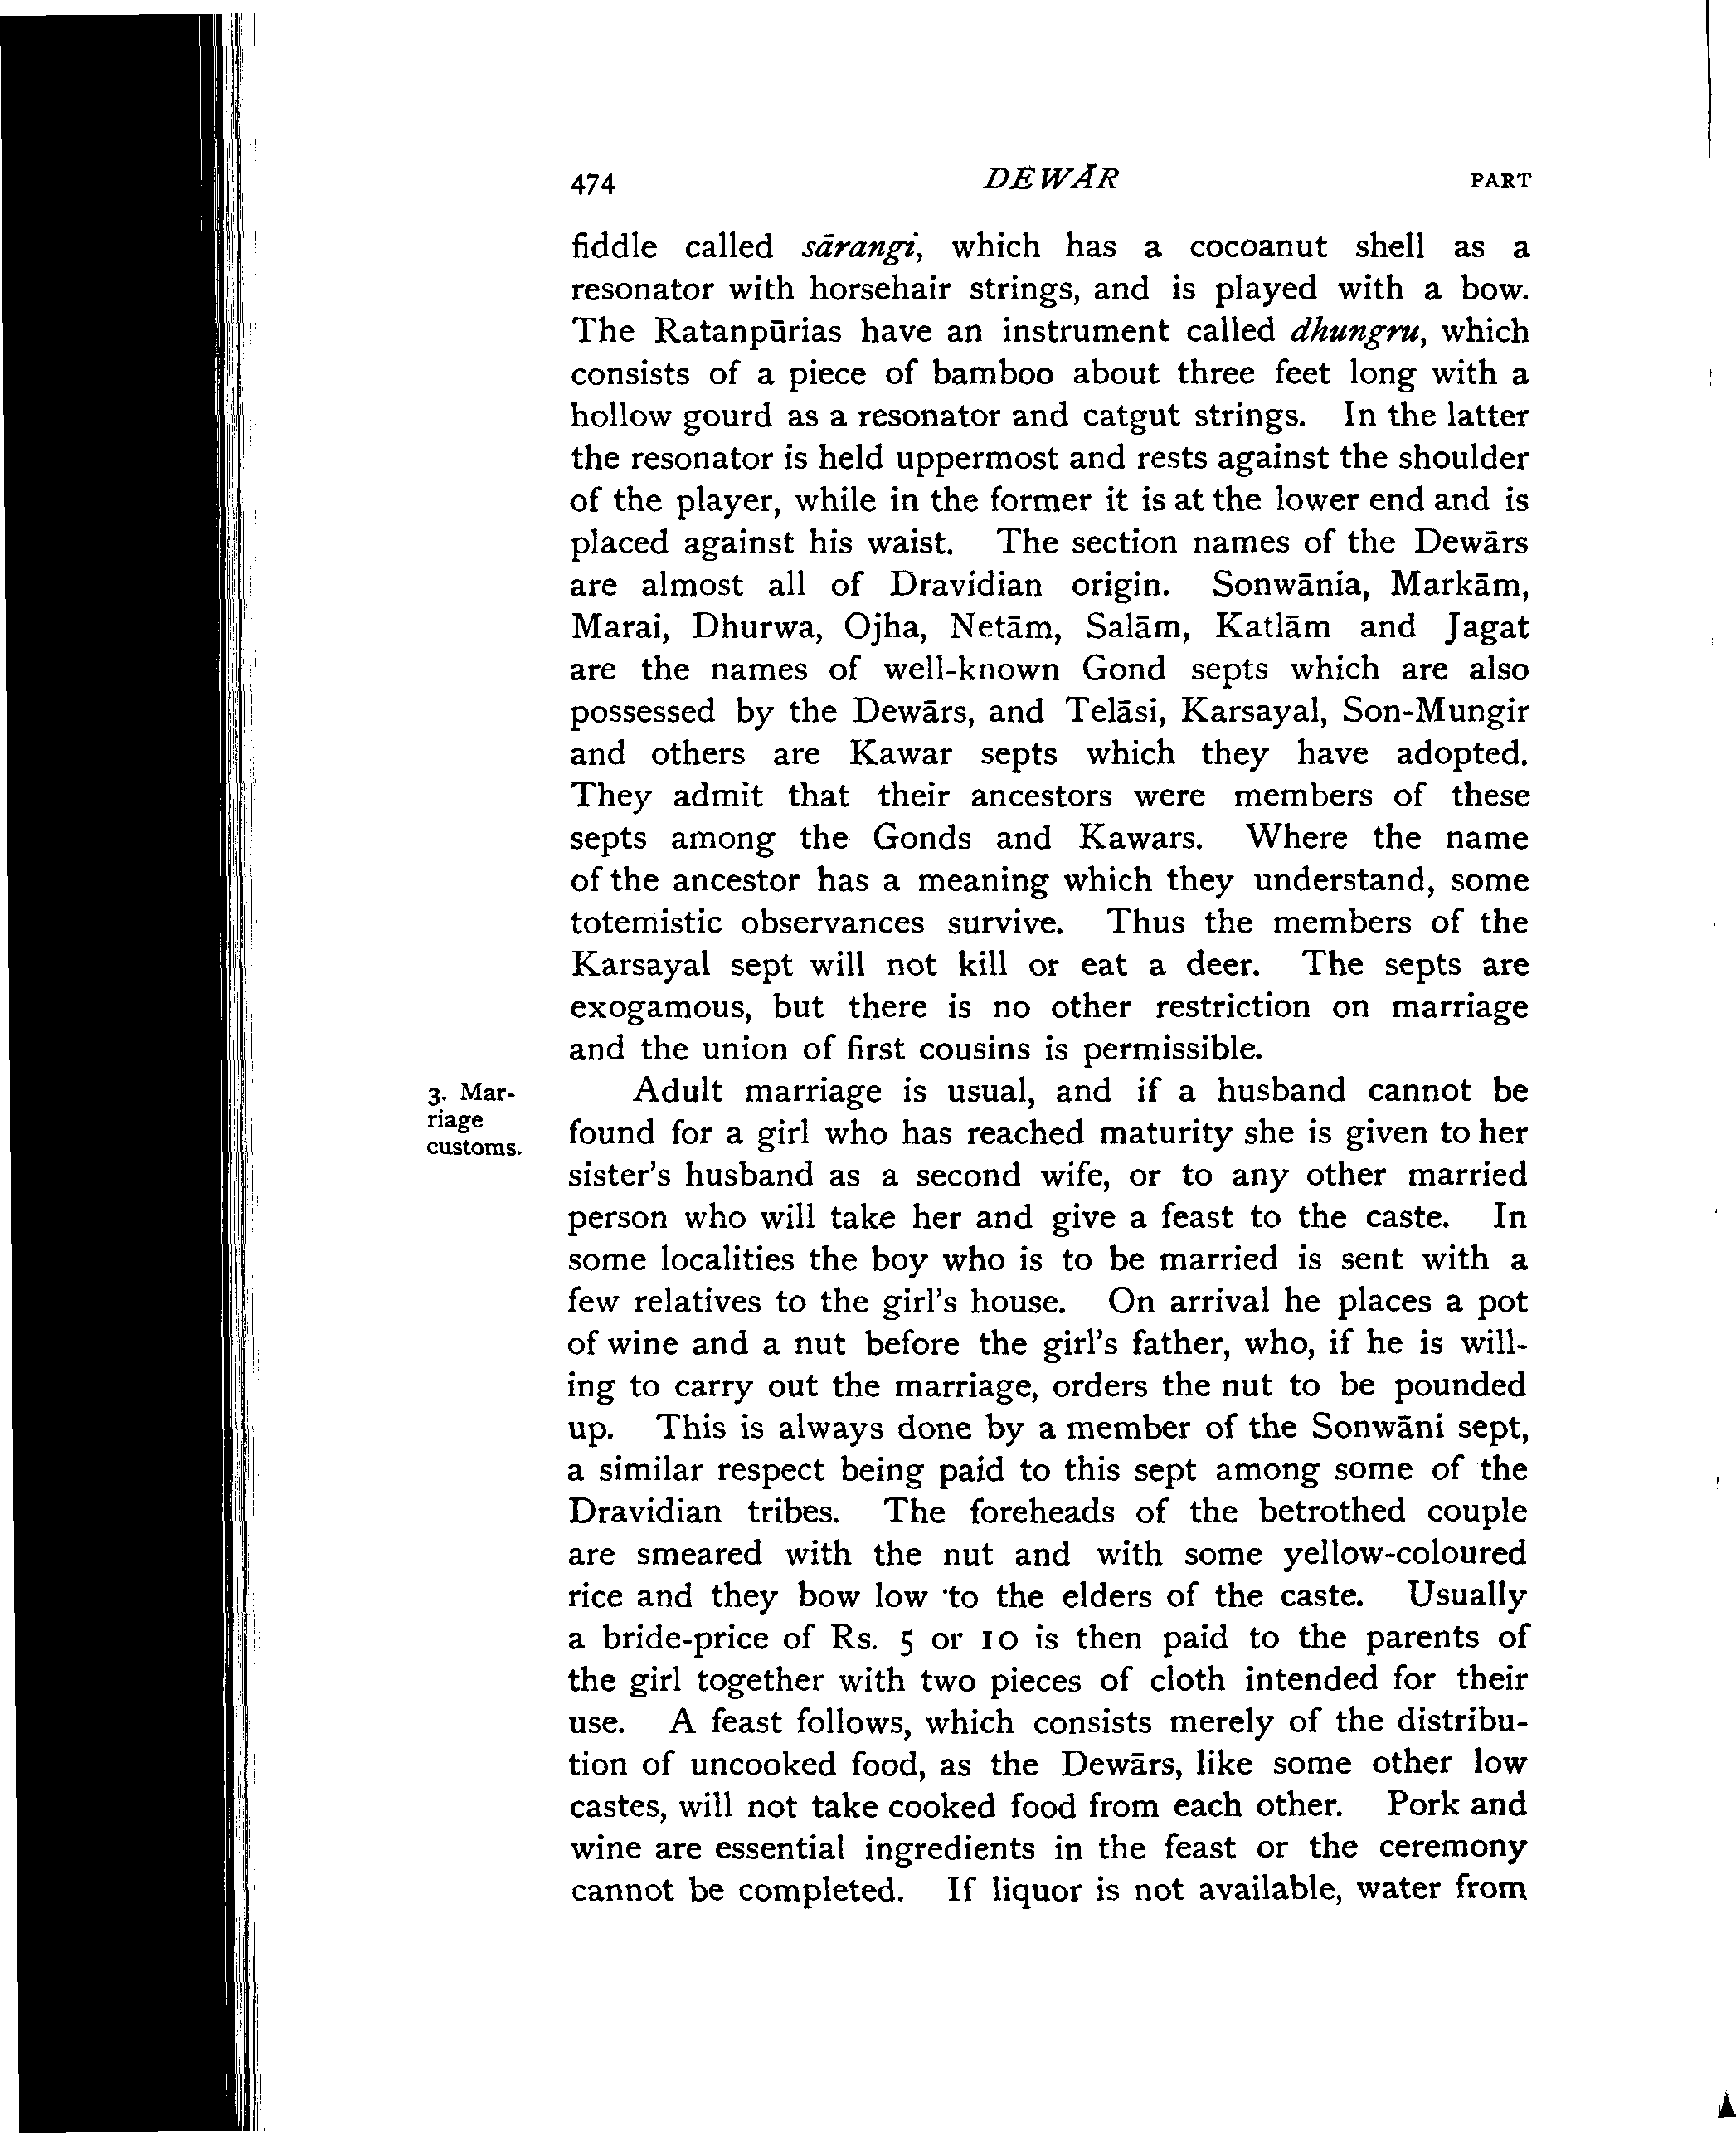 474 DEWĀR PART
fiddle called sārangi, which has a cocoanut shell as a
resonator with horsehair strings, and is played with a bow.
The Ratanpūrias have an instrument called dhungru, which
consists of a piece of bamboo about three feet long with a
hollow gourd as a resonator and catgut strings. In the latter
the resonator is held uppermost and rests against the shoulder
of the player, while in the former it is at the lower end and is
placed against his waist. The section names of the Dewārs
are almost all of Dravidian origin. Sonwānia, Markām,
Marai, Dhurwa, Ojha, Netām, Salām, Katlām and Jagat
are the names of well-known Gond septs which are also
possessed by the Dewārs, and Telāsi, Karsayal, Son-Mungir
and others are Kawar septs which they have adopted.
They admit that their ancestors were members of these
septs among the Gonds and Kawars. Where the name
of the ancestor has a meaning which they understand, some
totemistic observances survive. Thus the members of the
Karsayal sept will not kill or eat a deer. The septs are
exogamous, but there is no other restriction on marriage
and the union of first cousins is permissible.
3. Mar-
riage
customs.
Adult marriage is usual, and if a husband cannot be
found for a girl who has reached maturity she is given to her
sister's husband as a second wife, or to any other married
person who will take her and give a feast to the caste. In
some localities the boy who is to be married is sent with a
few relatives to the girl's house. On arrival he places a pot
of wine and a nut before the girl's father, who, if he is will-
ing to carry out the marriage, orders the nut to be pounded
up. This is always done by a member of the Sonwāni sept,
a similar respect being paid to this sept among some of the
Dravidian tribes. The foreheads of the betrothed couple
are smeared with the nut and with some yellow-coloured
rice and they bow low to the elders of the caste. Usually
a bride-price of Rs. 5 or 10 is then paid to the parents of
the girl together with two pieces of cloth intended for their
use. A feast follows, which consists merely of the distribu-
tion of uncooked food, as the Dewārs, like some other low
castes, will not take cooked food from each other. Pork and
wine are essential ingredients in the feast or the ceremony
cannot be completed. If liquor is not available, water from